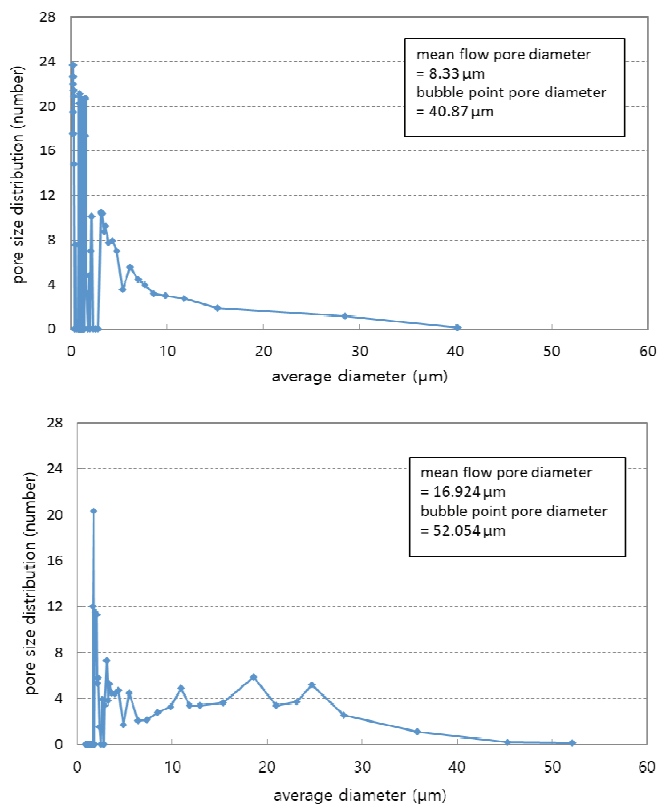 28
24
20
16
12
8
4
0
pore size distribution (number)
mean flow pore diameter
= 8.33 μm
bubble point pore diameter
= 40.87 μm
0 10 20 30 40 50 60
average diameter (μm)
28
24
20
16
12
8
4
0
pore size distribution (number)
mean flow pore diameter
= 16.924 μm
bubble point pore diameter
= 52.054 μm
0 10 20 30 40 50 60
average diameter (μm)